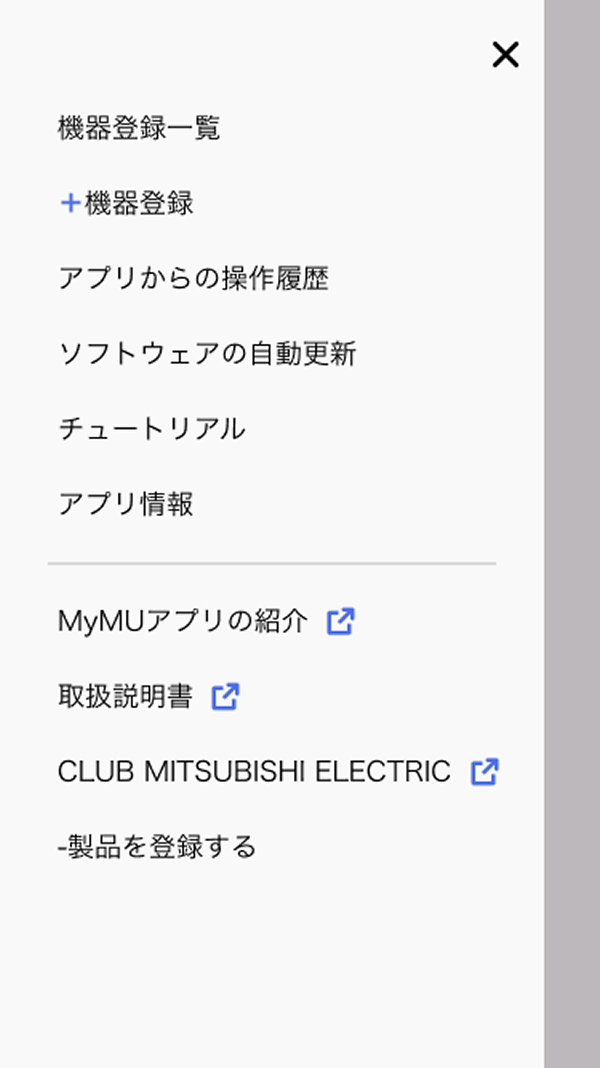 機器登録一覧
+機器登録
アプリからの操作履歴
ソフトウェアの自動更新
チュートリアル
アプリ情報
MyMUアプリの紹介
取扱説明書
CLUB MITSUBISHI ELECTRIC
-製品を登録する